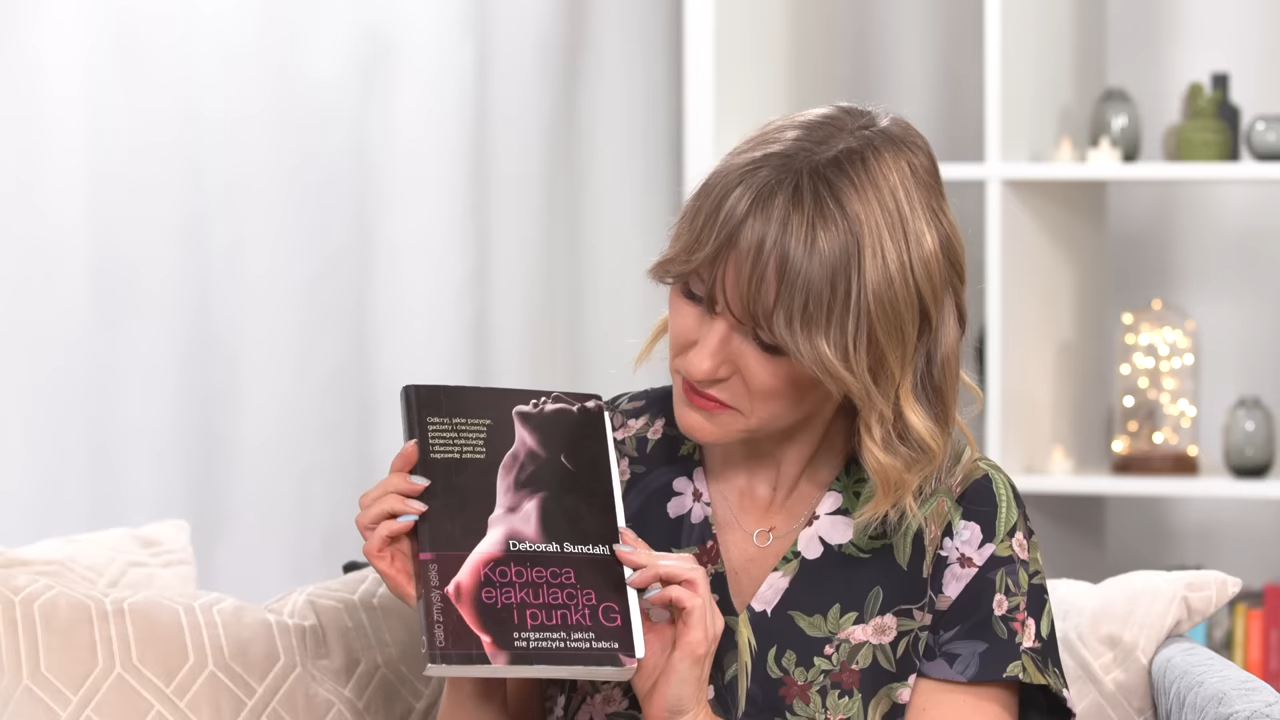 Odkryj, jakie pozycje,
gadżety i ćwiczenia
pomagają osiągnąć
kobiecą ejakulację
i dlaczego jest ona
naprawdę zdrowa!
Deborah Sundahl
Kobieca
ejakulacja
i punkt G
o orgazmach, jakich
nie przeżyła twoja babcia
ciało zmysły seks